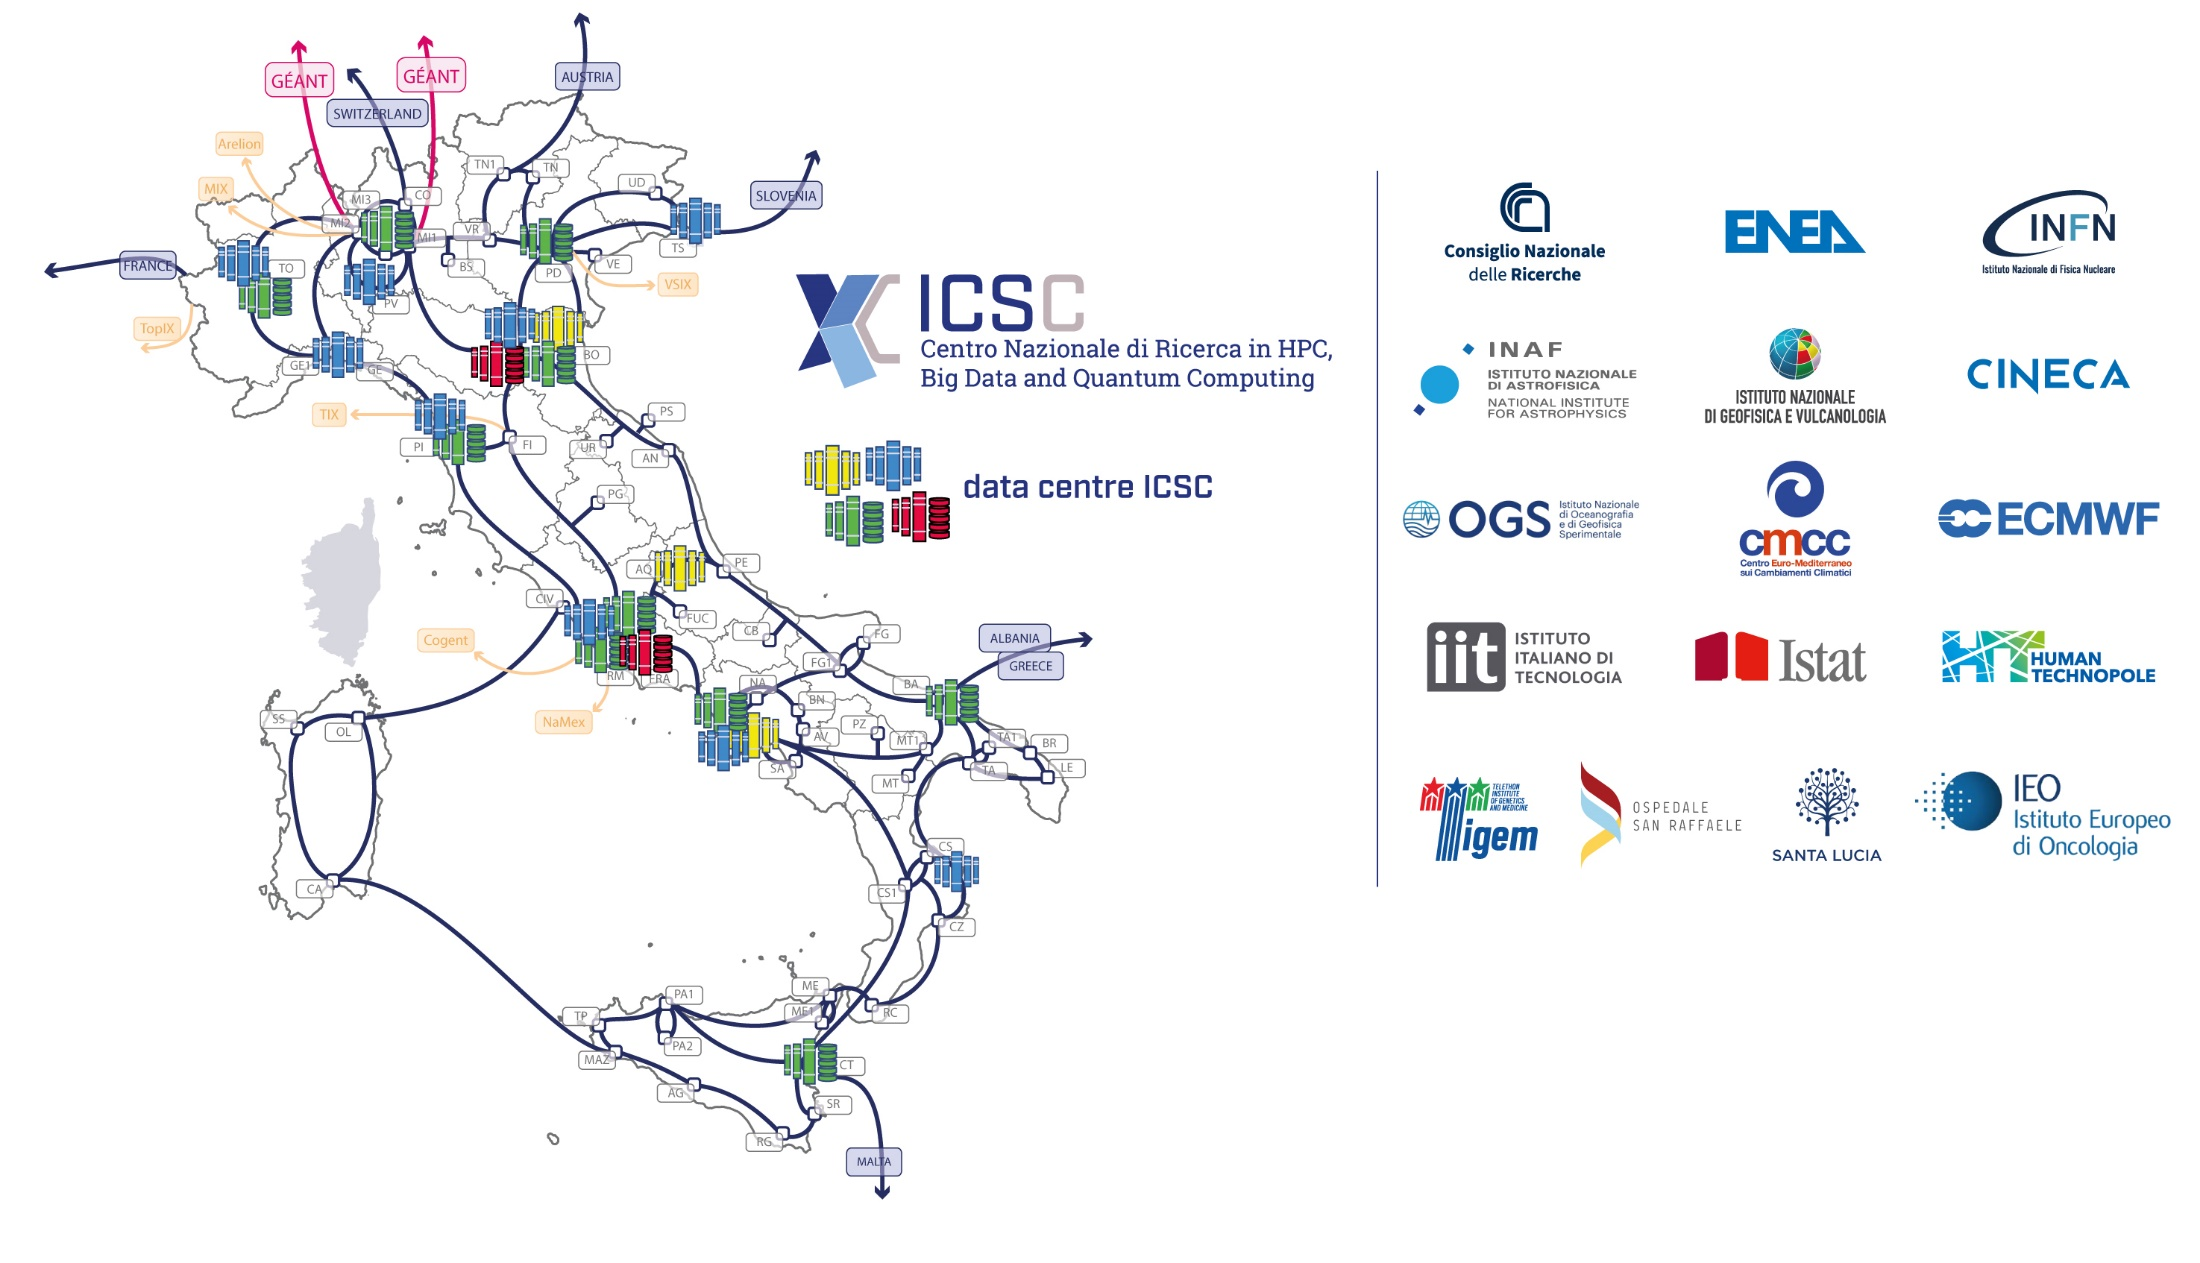 GÉANT
GÉANT
AUSTRIA
SWITZERLAND
Arelion
MIX
TN1
TN
UD
SLOVENIA
MI3
CO
MI2
MI1
VR
TS
BS
VE
PD
FRANCE
TO
PV
VSIX
TopIX
GE1
GE
BO
TIX
PI
FI
PS
UR
AN
PG
AQ
PE
CIV
FUC
CB
FG
Cogent
FG1
RM
FRA
NaMex
NA
BN
BA
ALBANIA
GREECE
PZ
AV
MT1
TA1
BR
SA
MT
TA
LE
SS
OL
CA
CS
CS1
CZ
ME
PA1
ME1
RC
TP
PA2
MAZ
CT
AG
SR
RG
MALTA
ICSC
Centro Nazionale di Ricerca in HPC,
Big Data and Quantum Computing
data centre ICSC
Consiglio Nazionale
delle Ricerche
ENEA
INFN
Istituto Nazionale di Fisica Nucleare
INAF
ISTITUTO NAZIONALE
DI ASTROFISICA
NATIONAL INSTITUTE
FOR ASTROPHYSICS
ISTITUTO NAZIONALE
DI GEOFISICA E VULCANOLOGIA
CINECA
OGS
Istituto Nazionale
di Oceanografia
e di Geofisica
Sperimentale
cmcc
Centro Euro-Mediterraneo
sui Cambiamenti Climatici
ECMWF
iit
ISTITUTO
ITALIANO DI
TECNOLOGIA
Istat
HT
HUMAN
TECHNOPOLE
TELETHON
INSTITUTE
OF GENETICS
AND MEDICINE
Tigem
OSPEDALE
SAN RAFFAELE
SANTA LUCIA
IEO
Istituto Europeo
di Oncologia